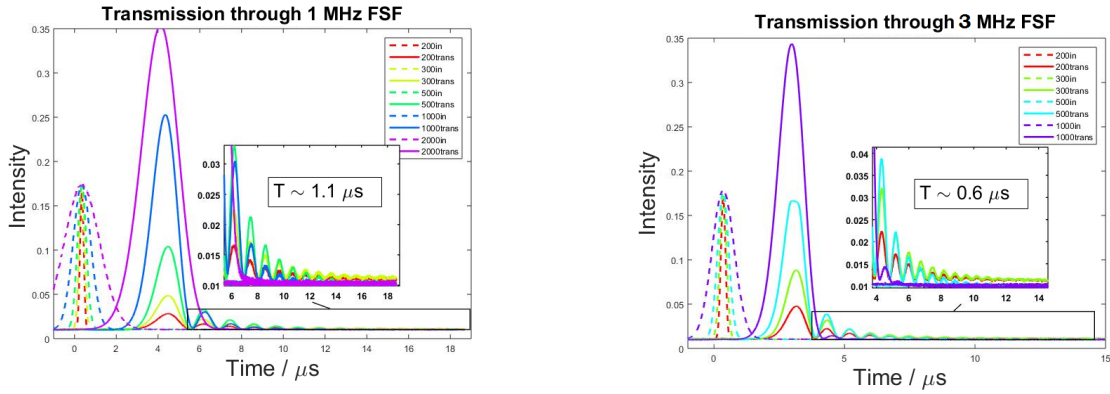 Transmission through 1 MHz FSF
Intensity
0.35
0.3
0.25
0.2
0.15
0.1
0.05
0
0
2
4
6
8
10
12
14
16
18
Time / μs
200in
200trans
300in
300trans
500in
500trans
1000in
1000trans
2000in
2000trans
0.03
0.025
0.02
0.015
0.01
6
8
10
12
14
16
18
T ∼ 1.1 μs
Transmission through 3 MHz FSF
Intensity
0.35
0.3
0.25
0.2
0.15
0.1
0.05
0
0
5
10
15
Time / μs
200in
200trans
300in
300trans
500in
500trans
1000in
1000trans
0.04
0.035
0.03
0.025
0.02
0.015
0.01
4
6
8
10
12
14
T ∼ 0.6 μs